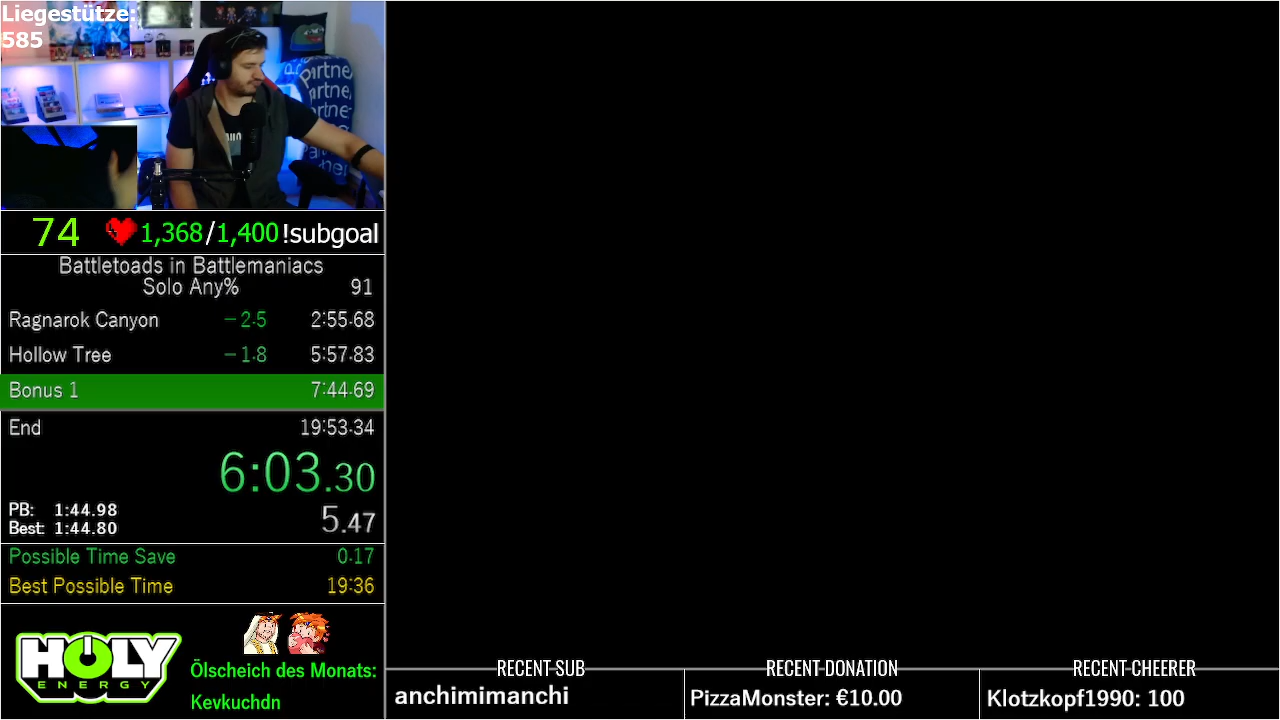 Liegestütze:
585
74 1,368/1,400 !subgoal
Battletoads in Battlemaniacs
Solo Any% 91
Ragnarok Canyon −2.5 2:55.68
Hollow Tree −1.8 5:57.83
Bonus 1 7:44.69
End 19:53.34
6:03.30
PB: 1:44.98
Best: 1:44.80
5.47
Possible Time Save 0.17
Best Possible Time 19:36
HOLY
ENERGY
Ölscheich des Monats:
Kevkuchdn
RECENT SUB
anchimimanchi
RECENT DONATION
PizzaMonster: €10.00
RECENT CHEERER
Klotzkopf1990: 100